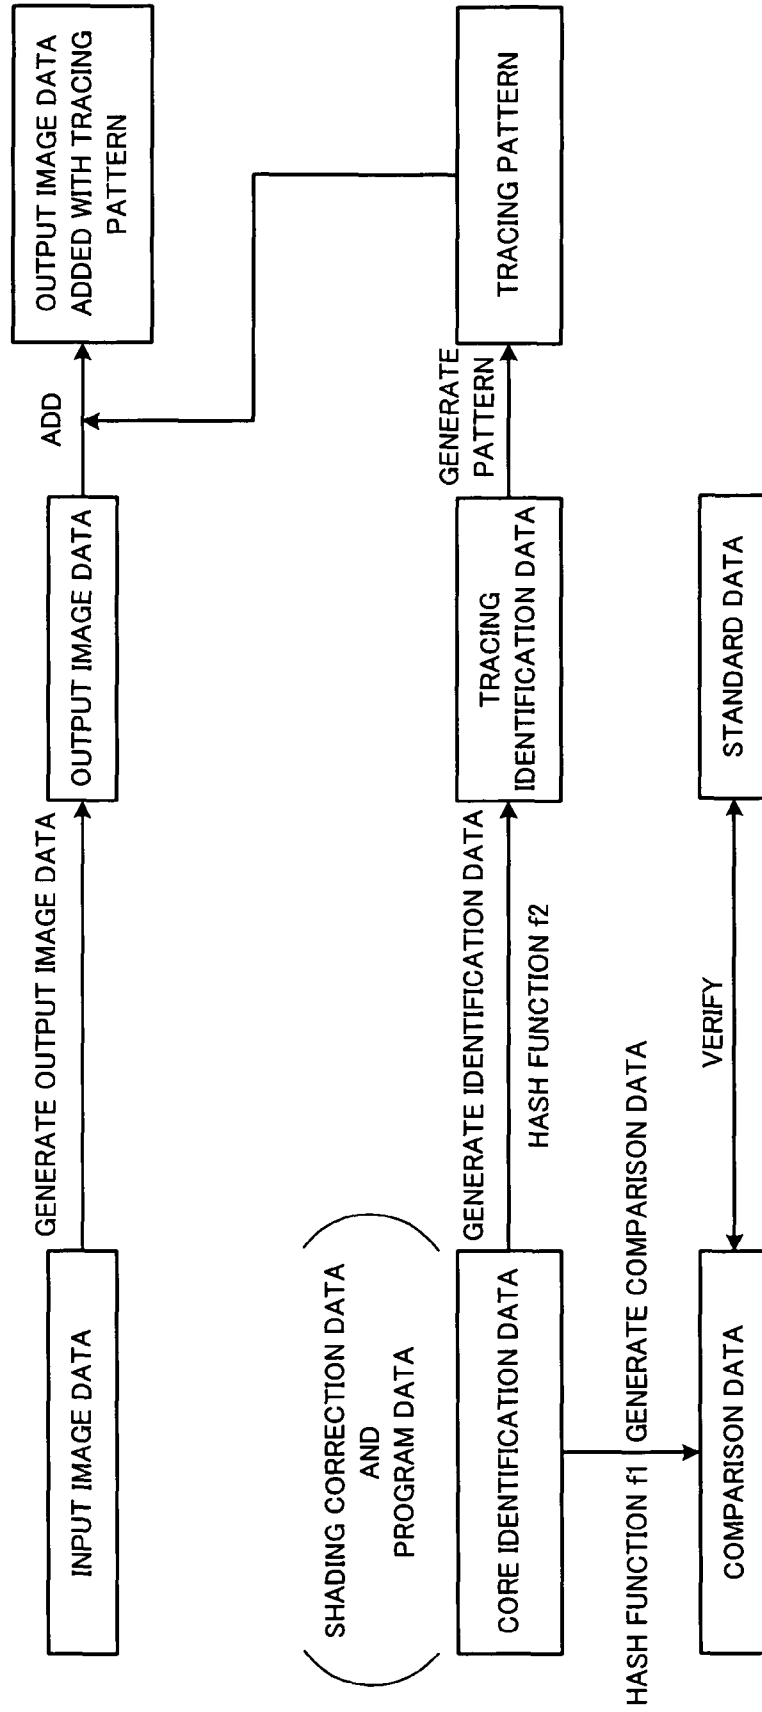 INPUT IMAGE DATA
GENERATE OUTPUT IMAGE DATA
OUTPUT IMAGE DATA
ADD
OUTPUT IMAGE DATA
ADDED WITH TRACING
PATTERN
SHADING CORRECTION DATA
AND
PROGRAM DATA
CORE IDENTIFICATION DATA
GENERATE IDENTIFICATION DATA
HASH FUNCTION f2
TRACING
IDENTIFICATION DATA
GENERATE
PATTERN
TRACING PATTERN
HASH FUNCTION f1
GENERATE COMPARISON DATA
COMPARISON DATA
VERIFY
STANDARD DATA